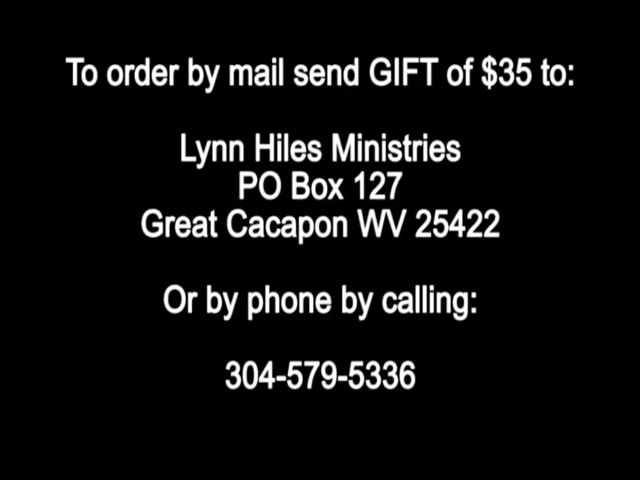 To order by mail send GIFT of $35 to:
Lynn Hiles Ministries
PO Box 127
Great Cacapon WV 25422
Or by phone by calling:
304-579-5336